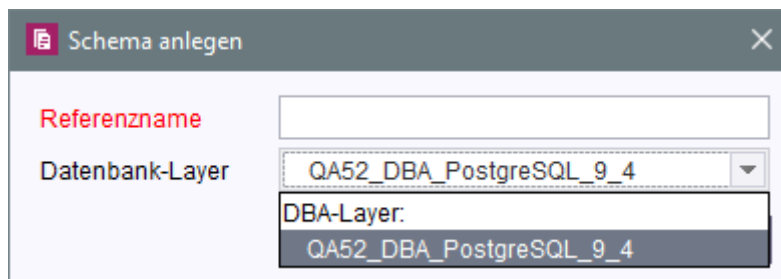 Schema anlegen
Referenzname
Datenbank-Layer QA52_DBA_PostgreSQL_9_4
DBA-Layer:
QA52_DBA_PostgreSQL_9_4